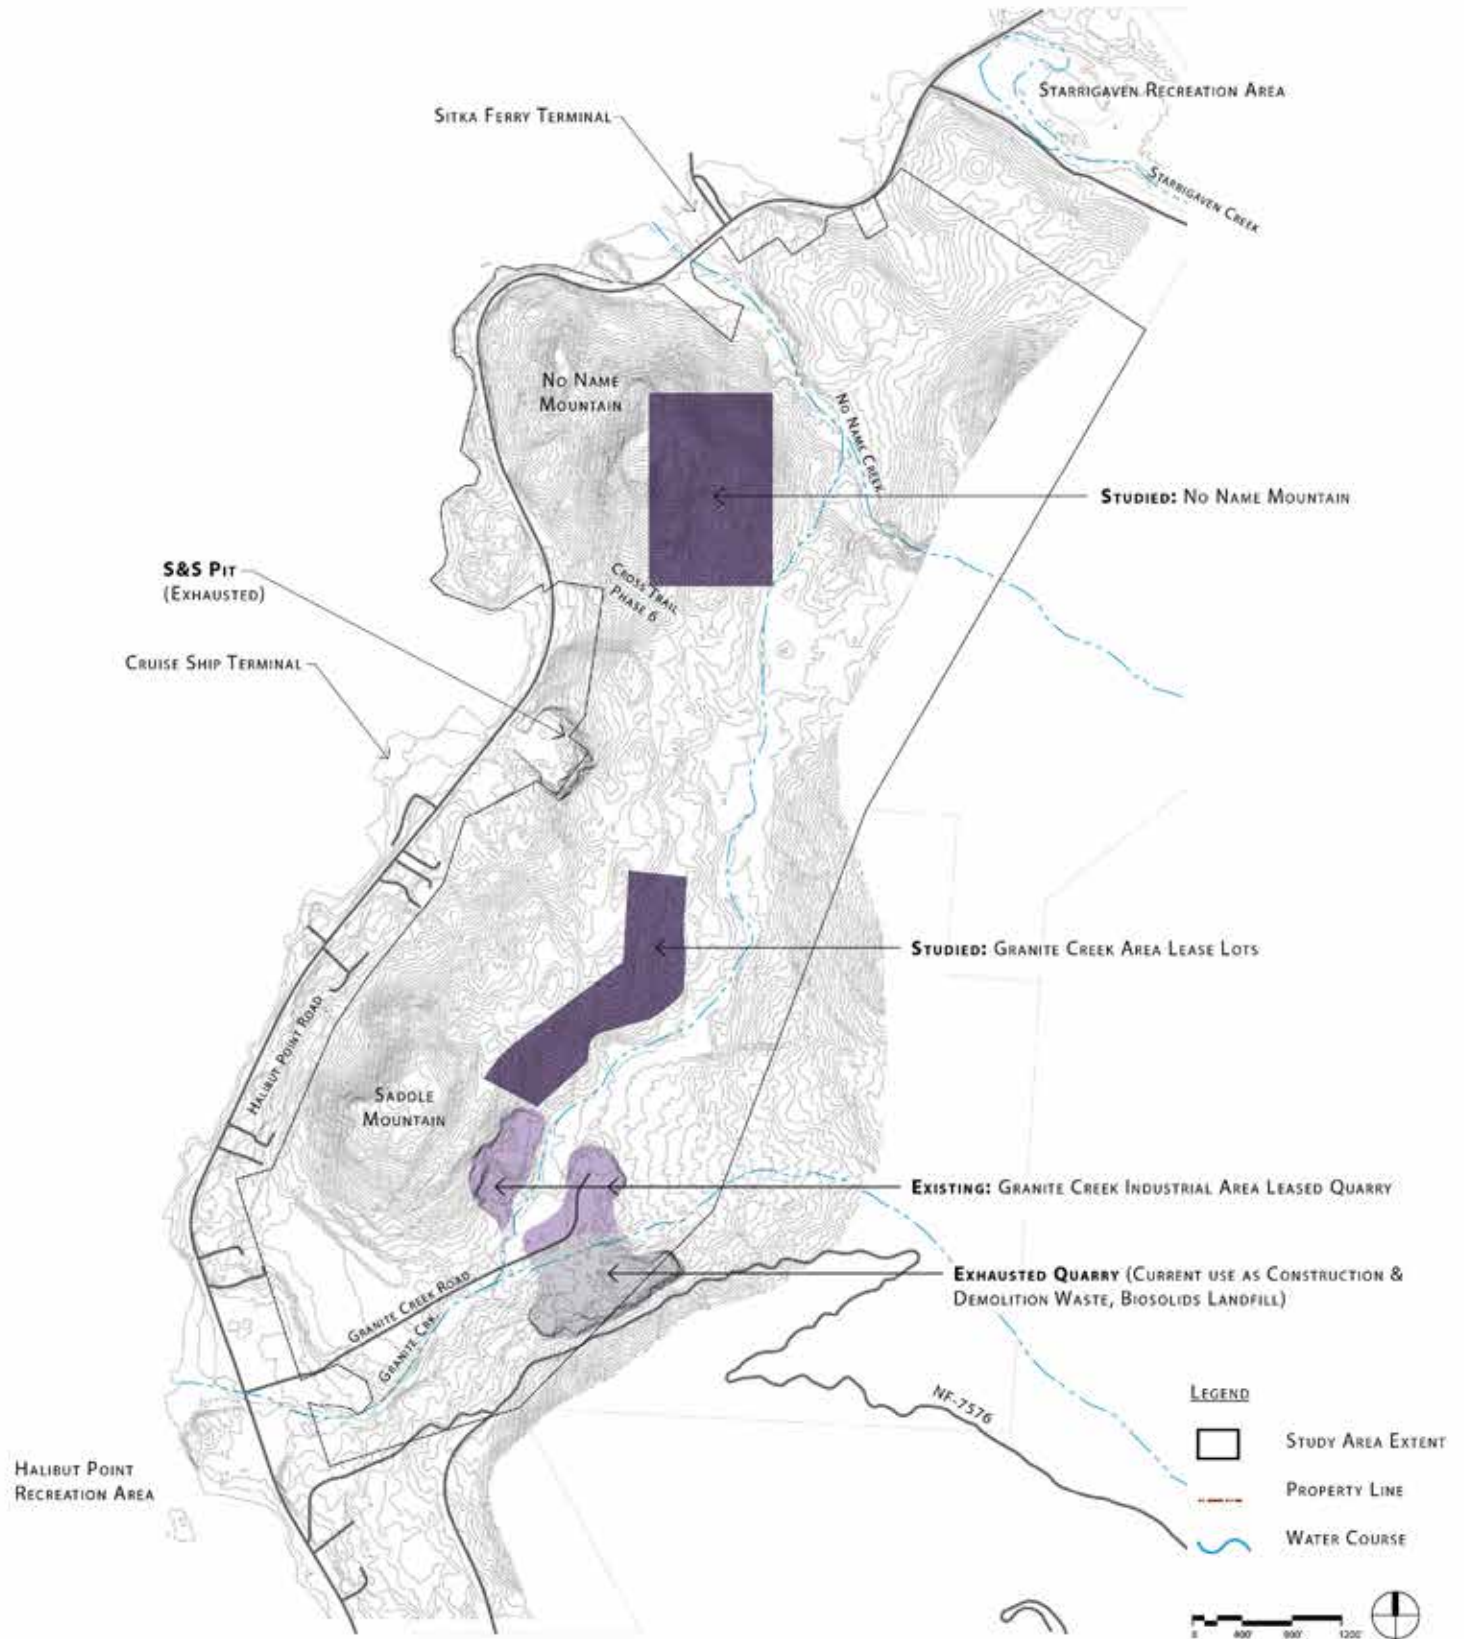 Starrigaven Recreation Area
Sitka Ferry Terminal
Starrigaven Creek
No Name
Mountain
No Name Creek
Studied: No Name Mountain
S&S Pit
(Exhausted)
Cross Trail
Phase 6
Cruise Ship Terminal
Studied: Granite Creek Area Lease Lots
Halibut Point Road
Saddle
Mountain
Existing: Granite Creek Industrial Area Leased Quarry
Exhausted Quarry (Current use as Construction &
Demolition Waste, Biosolids Landfill)
Granite Creek Road
Granite Crk.
NF-7576
Halibut Point
Recreation Area
Legend
Study Area Extent
Property Line
Water Course
0 400' 800' 1200'